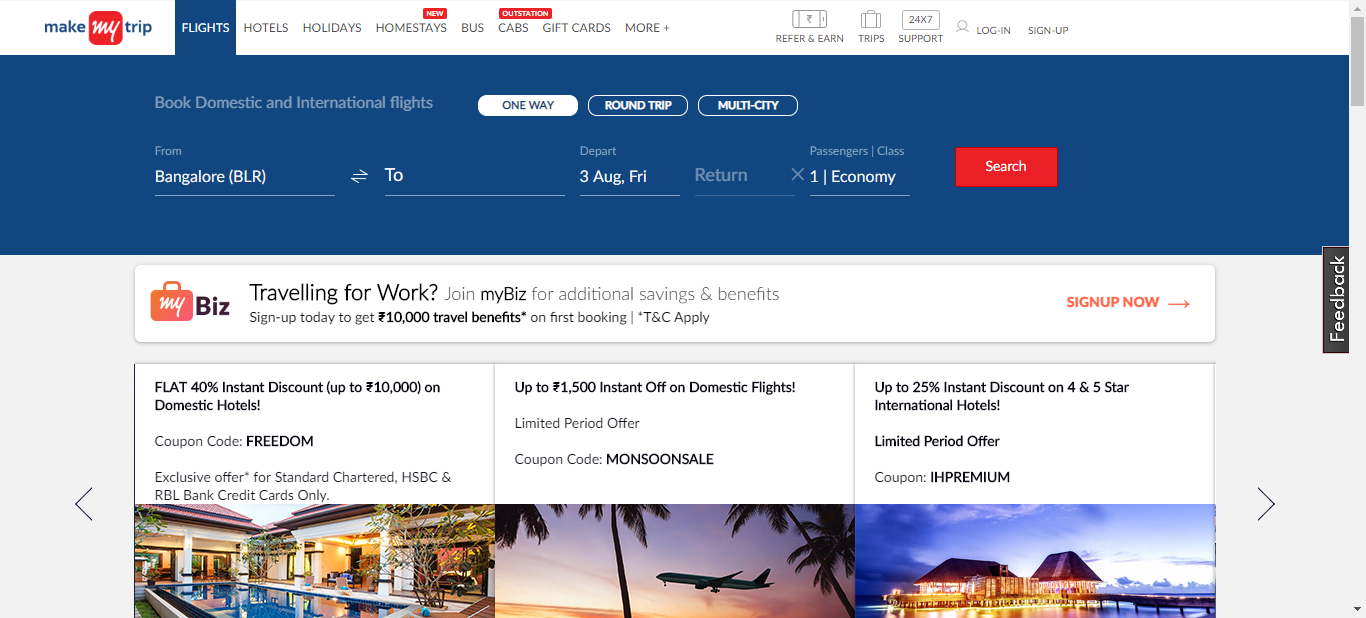 make my trip
FLIGHTS
HOTELS
HOLIDAYS
NEW
HOMESTAYS
BUS
OUTSTATION
CABS
GIFT CARDS
MORE +
₹
REFER & EARN
TRIPS
24X7
SUPPORT
LOG-IN
SIGN-UP
Book Domestic and International flights
ONE WAY
ROUND TRIP
MULTI-CITY
From
Bangalore (BLR)
To
Depart
3 Aug, Fri
Return
Passengers | Class
1 | Economy
Search
Feedback
my Biz
Travelling for Work? Join myBiz for additional savings & benefits
Sign-up today to get ₹10,000 travel benefits* on first booking | *T&C Apply
SIGNUP NOW
FLAT 40% Instant Discount (up to ₹10,000) on
Domestic Hotels!
Coupon Code: FREEDOM
Exclusive offer* for Standard Chartered, HSBC &
RBL Bank Credit Cards Only.
Up to ₹1,500 Instant Off on Domestic Flights!
Limited Period Offer
Coupon Code: MONSOONSALE
Up to 25% Instant Discount on 4 & 5 Star
International Hotels!
Limited Period Offer
Coupon: IHPREMIUM